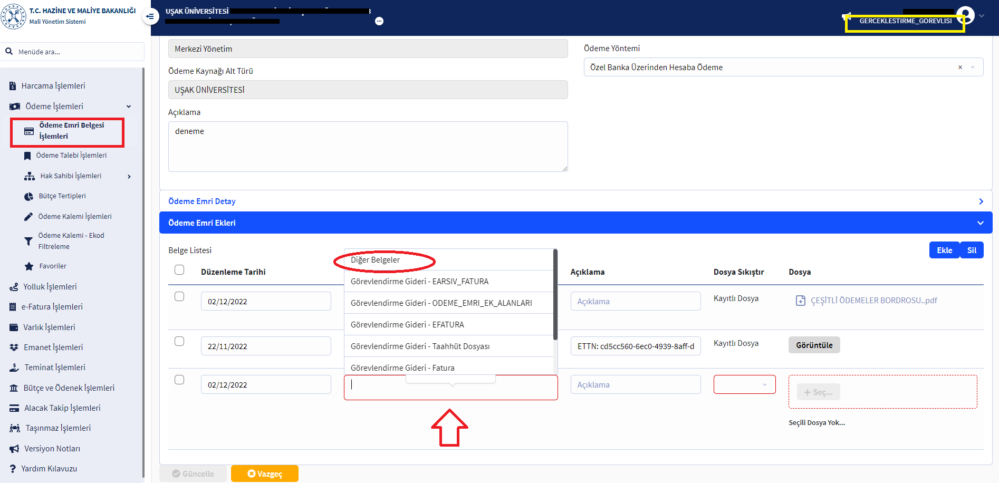 T.C. HAZİNE VE MALİYE BAKANLIĞI
Mali Yönetim Sistemi
Menüde ara...
Harcama İşlemleri
Ödeme İşlemleri
Ödeme Emri Belgesi
İşlemleri
Ödeme Talebi İşlemleri
Hak Sahibi İşlemleri
Bütçe Tertipleri
Ödeme Kalemi İşlemleri
Ödeme Kalemi - Ekod
Filtreleme
Favoriler
Yolluk İşlemleri
e-Fatura İşlemleri
Varlık İşlemleri
Emanet İşlemleri
Teminat İşlemleri
Bütçe ve Ödenek İşlemleri
Alacak Takip İşlemleri
Taşınmaz İşlemleri
Versiyon Notları
Yardım Kılavuzu
UŞAK ÜNİVERSİTESİ
GERCEKLESTIRME_GOREVLISI
Merkezi Yönetim
Ödeme Kaynağı Alt Türü
UŞAK ÜNİVERSİTESİ
Açıklama
deneme
Ödeme Yöntemi
Özel Banka Üzerinden Hesaba Ödeme
Ödeme Emri Detay
Ödeme Emri Ekleri
Belge Listesi
Ekle Sil
Düzenleme Tarihi Açıklama Dosya Sıkıştır Dosya
Diğer Belgeler
Görevlendirme Gideri - EARSIV_FATURA
Görevlendirme Gideri - ODEME_EMRI_EK_ALANLARI
Görevlendirme Gideri - EFATURA
Görevlendirme Gideri - Taahhüt Dosyası
Görevlendirme Gideri - Fatura
02/12/2022 Açıklama Kayıtlı Dosya ÇEŞİTLİ ÖDEMELER BORDROSU..pdf
22/11/2022 ETTN: cd5cc560-6ec0-4939-8aff-d Kayıtlı Dosya Görüntüle
02/12/2022 Açıklama + Seç...
Seçili Dosya Yok...
Güncelle Vazgeç